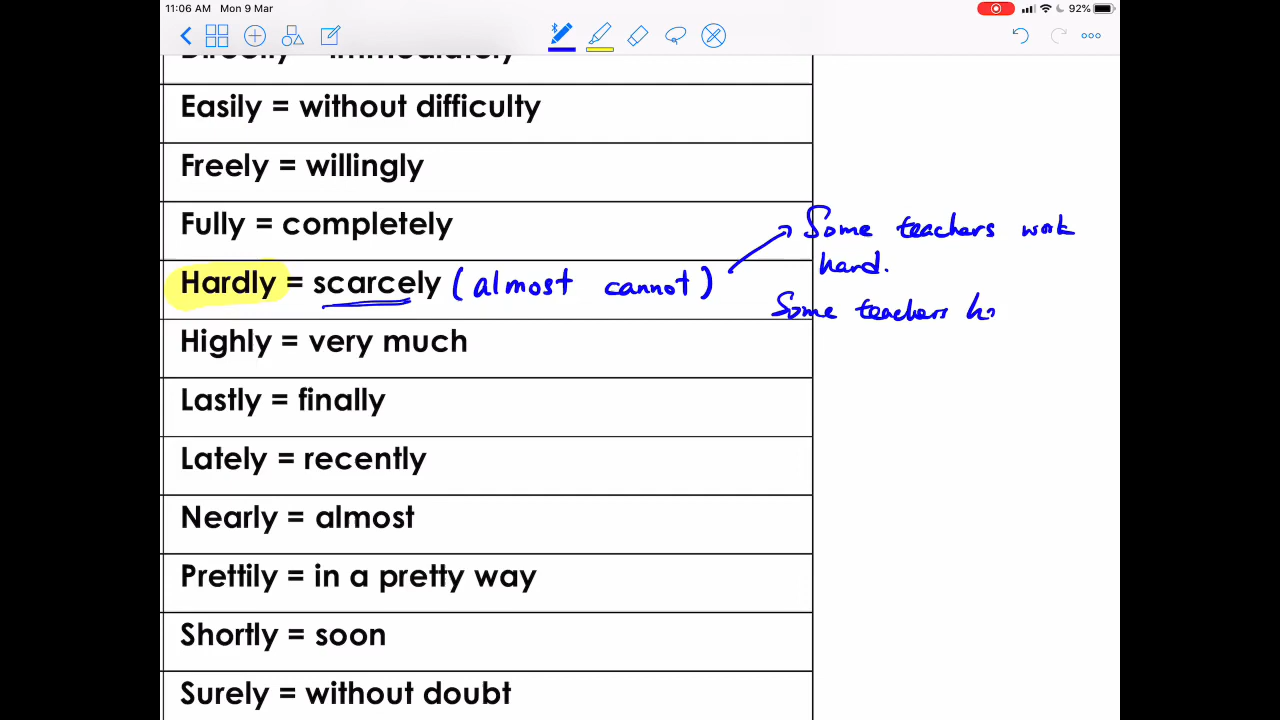 11:06 AM Mon 9 Mar
92%
Directly = immediately
Easily = without difficulty
Freely = willingly
Fully = completely
Hardly = scarcely (almost cannot)
Some teachers work
hard.
Some teachers
Highly = very much
Lastly = finally
Lately = recently
Nearly = almost
Prettily = in a pretty way
Shortly = soon
Surely = without doubt